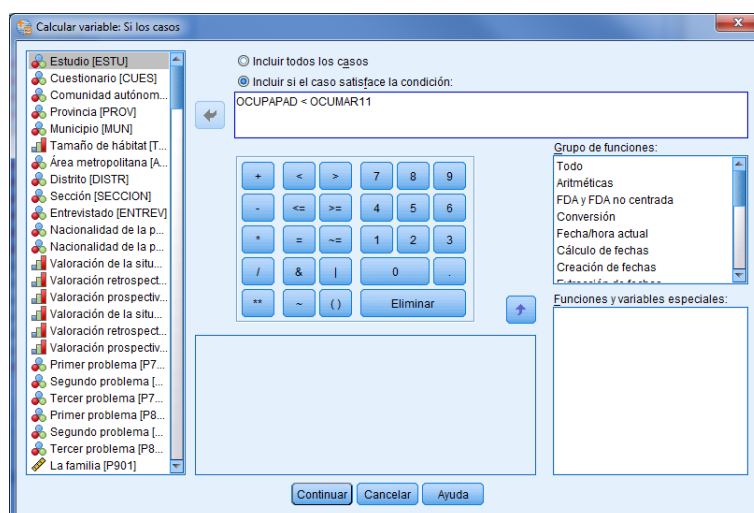 Calcular variable: Si los casos
Estudio [ESTU]
Cuestionario [CUES]
Comunidad autónom...
Provincia [PROV]
Municipio [MUN]
Tamaño de hábitat [T...
Área metropolitana [A...
Distrito [DISTR]
Sección [SECCION]
Entrevistado [ENTREV]
Nacionalidad de la p...
Nacionalidad de la p...
Valoración de la situ...
Valoración retrospect...
Valoración prospectiv...
Valoración de la situ...
Valoración retrospect...
Valoración prospectiv...
Primer problema [P7...
Segundo problema [...
Tercer problema [P7...
Primer problema [P8...
Segundo problema [...
Tercer problema [P8...
La familia [P901]
Incluir todos los casos
Incluir si el caso satisface la condición:
OCUPAPAD < OCUMAR11
+ < > 7 8 9
- <= >= 4 5 6
* = ~= 1 2 3
/ & | 0 .
** ~ ( ) Eliminar
Grupo de funciones:
Todo
Aritméticas
FDA y FDA no centrada
Conversión
Fecha/hora actual
Cálculo de fechas
Creación de fechas
Extracción de fechas
Funciones y variables especiales:
Continuar Cancelar Ayuda